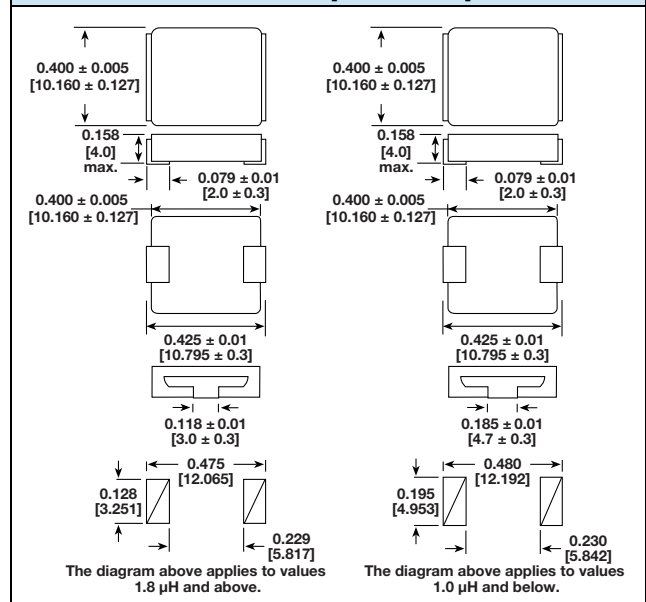 0.400 ± 0.005
[10.160 ± 0.127]
0.158
[4.0]
max.
0.079 ± 0.01
[2.0 ± 0.3]
0.400 ± 0.005
[10.160 ± 0.127]
0.425 ± 0.01
[10.795 ± 0.3]
0.118 ± 0.01
[3.0 ± 0.3]
0.475
[12.065]
0.128
[3.251]
0.229
[5.817]
The diagram above applies to values
1.8 µH and above.
0.400 ± 0.005
[10.160 ± 0.127]
0.158
[4.0]
max.
0.079 ± 0.01
[2.0 ± 0.3]
0.400 ± 0.005
[10.160 ± 0.127]
0.425 ± 0.01
[10.795 ± 0.3]
0.185 ± 0.01
[4.7 ± 0.3]
0.480
[12.192]
0.195
[4.953]
0.230
[5.842]
The diagram above applies to values
1.0 µH and below.